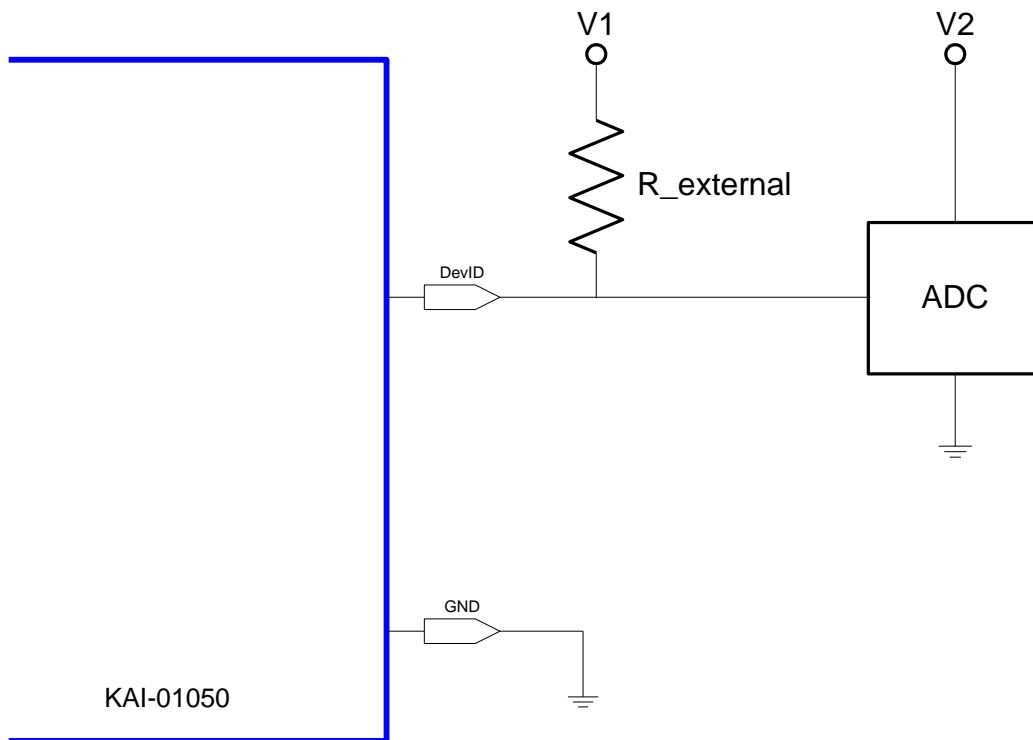 V1
V2
R_external
DevID
ADC
GND
KAI-01050